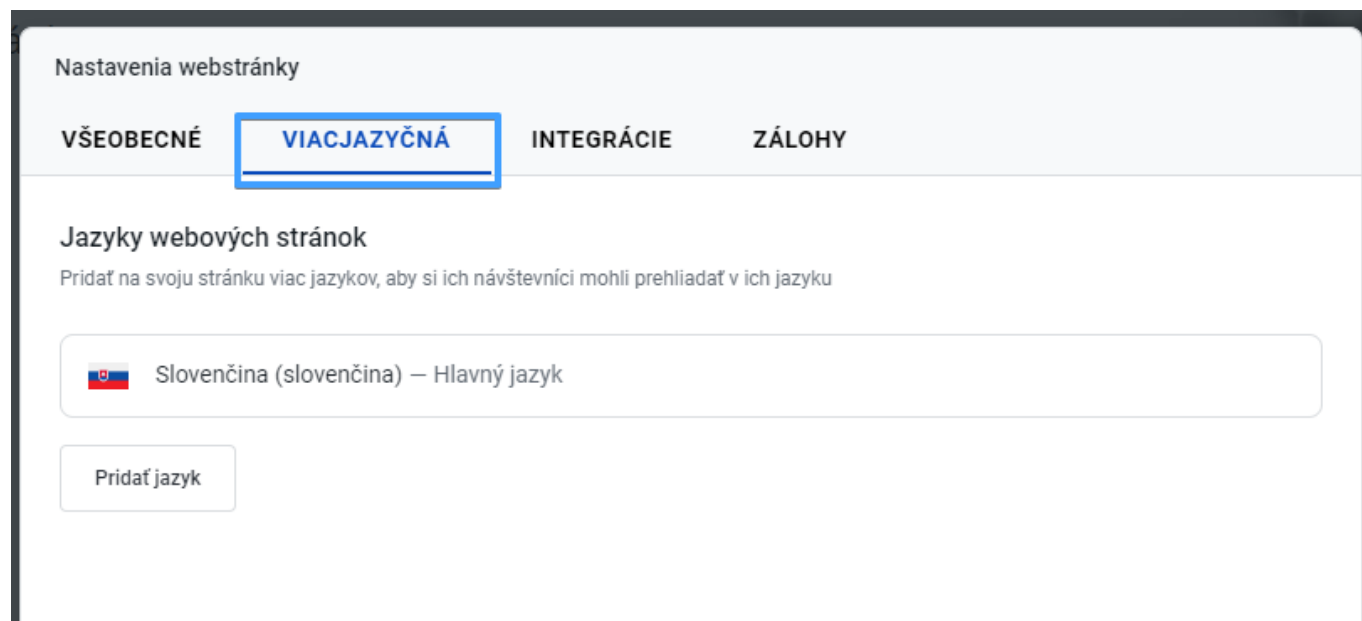 Nastavenia webstránky
VŠEOBECNÉ VIACJAZYČNÁ INTEGRÁCIE ZÁLOHY
Jazyky webových stránok
Pridať na svoju stránku viac jazykov, aby si ich návštevníci mohli prehliadať v ich jazyku
Slovenčina (slovenčina) — Hlavný jazyk
Pridať jazyk